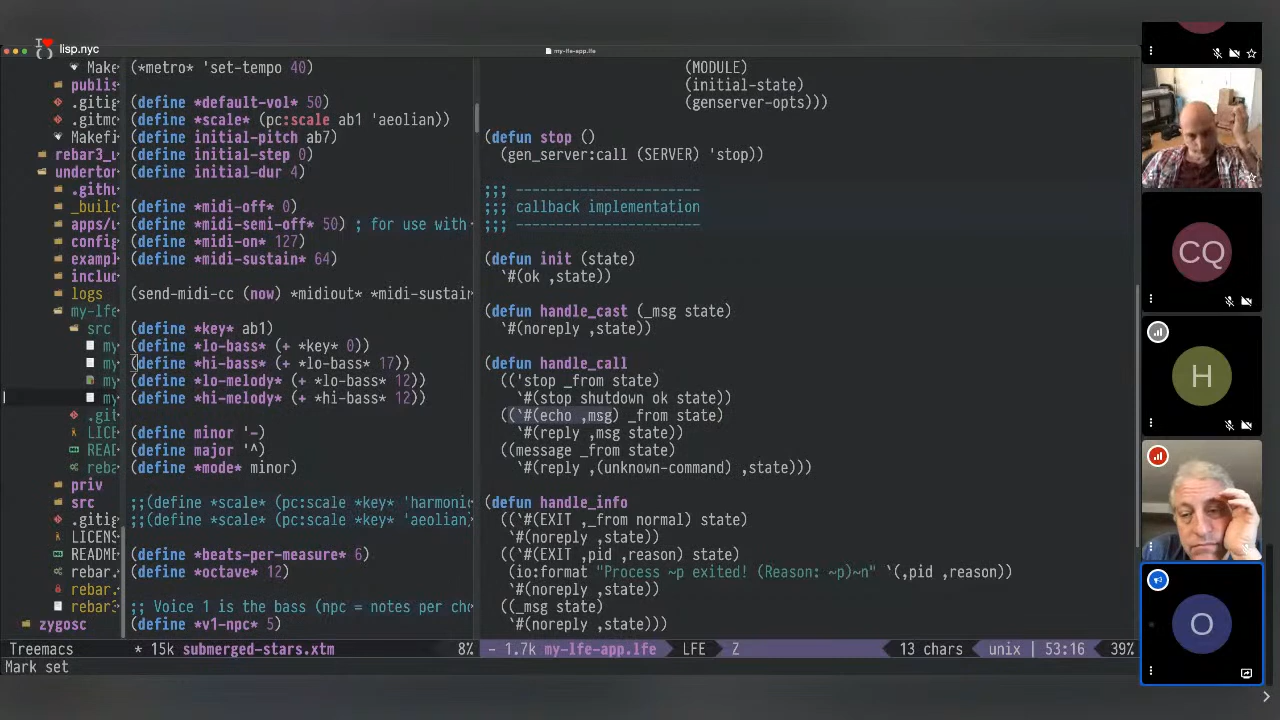 lisp.nyc
my-lfe-app.lfe
Make
publis
.gitig
.gitmo
Makefi
rebar3_u
undertor
.githu
_build
apps/u
config
exampl
includ
logs
my-lfe
src
my
my
my
my
.git
LICE
READ
reba
priv
src
.gitig
LICENS
README
rebar.
rebar.
rebar3
zygosc
(*metro* 'set-tempo 40)
(define *default-vol* 50)
(define *scale* (pc:scale ab1 'aeolian))
(define initial-pitch ab7)
(define initial-step 0)
(define initial-dur 4)
(define *midi-off* 0)
(define *midi-semi-off* 50) ; for use with
(define *midi-on* 127)
(define *midi-sustain* 64)
(send-midi-cc (now) *midiout* *midi-sustain
(define *key* ab1)
(define *lo-bass* (+ *key* 0))
(define *hi-bass* (+ *lo-bass* 17))
(define *lo-melody* (+ *lo-bass* 12))
(define *hi-melody* (+ *hi-bass* 12))
(define minor '-)
(define major '^)
(define *mode* minor)
;;(define *scale* (pc:scale *key* 'harmonic
;;(define *scale* (pc:scale *key* 'aeolian
(define *beats-per-measure* 6)
(define *octave* 12)
;; Voice 1 is the bass (npc = notes per cho
(define *v1-npc* 5)
(MODULE)
(initial-state)
(genserver-opts)))
(defun stop ()
(gen_server:call (SERVER) 'stop))
;;; -----------------------
;;; callback implementation
;;; -----------------------
(defun init (state)
`#(ok ,state))
(defun handle_cast (_msg state)
`#(noreply ,state))
(defun handle_call
(('stop _from state)
`#(stop shutdown ok state))
((`#(echo ,msg) _from state)
`#(reply ,msg state))
((message _from state)
`#(reply ,(unknown-command) ,state)))
(defun handle_info
((`#(EXIT ,_from normal) state)
`#(noreply ,state))
((`#(EXIT ,pid ,reason) state)
(io:format "Process ~p exited! (Reason: ~p)~n" `(,pid ,reason))
`#(noreply ,state))
((_msg state)
`#(noreply ,state)))
Treemacs
* 15k submerged-stars.xtm 8%
- 1.7k my-lfe-app.lfe LFE Z 13 chars unix 53:16 39%
Mark set
CQ
H
O